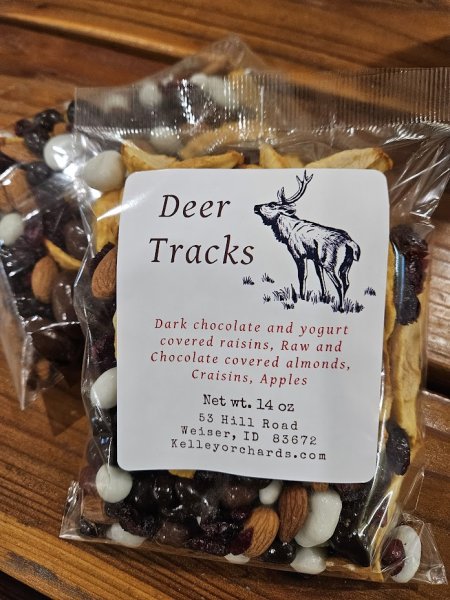 Deer
Tracks
Dark chocolate and yogurt
covered raisins, Raw and
Chocolate covered almonds,
Craisins, Apples
Net wt. 14 oz
53 Hill Road
Weiser, ID 83672
Kelleyorchards.com